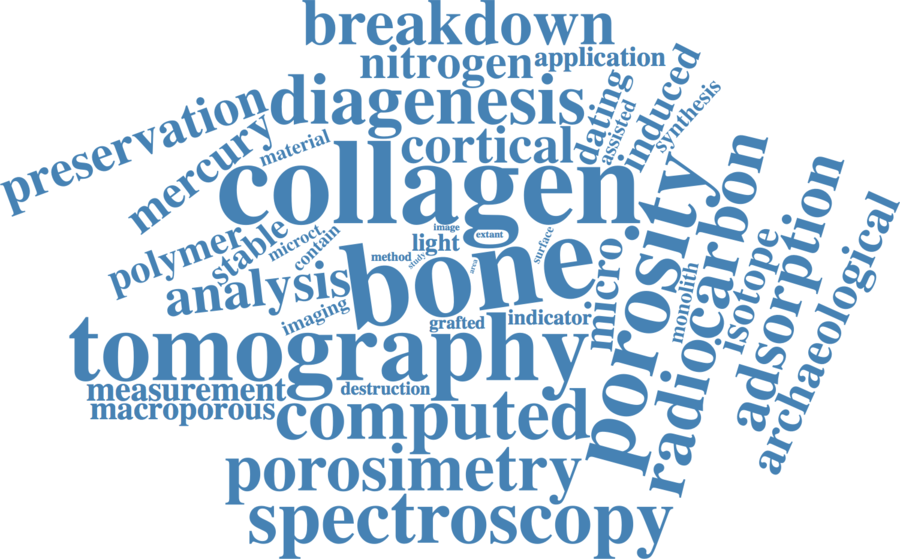 breakdown
nitrogen
application
diagenesis
preservation
mercury
material
cortical
dating
assisted
induced
synthesis
collagen
polymer
stable
microct
contain
image
extant
light
method
study
area
surface
bone
analysis
imaging
grafted
indicator
micro
porosity
monolith
radiocarbon
isotope
adsorption
archaeological
tomography
measurement
destruction
macroporous
computed
porosimetry
spectroscopy